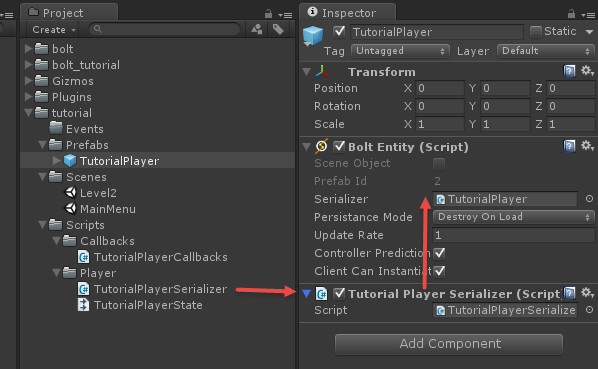 Project
Create
bolt
bolt_tutorial
Gizmos
Plugins
tutorial
Events
Prefabs
TutorialPlayer
Scenes
Level2
MainMenu
Scripts
Callbacks
TutorialPlayerCallbacks
Player
TutorialPlayerSerializer
TutorialPlayerState
Inspector
TutorialPlayer Static
Tag Untagged Layer Default
Transform
Position X 0 Y 0 Z 0
Rotation X 0 Y 0 Z 0
Scale X 1 Y 1 Z 1
Bolt Entity (Script)
Scene Object
Prefab Id 2
Serializer TutorialPlayer
Persistance Mode Destroy On Load
Update Rate 1
Controller Prediction
Client Can Instantiat
Tutorial Player Serializer (Script)
Script TutorialPlayerSerialize
Add Component